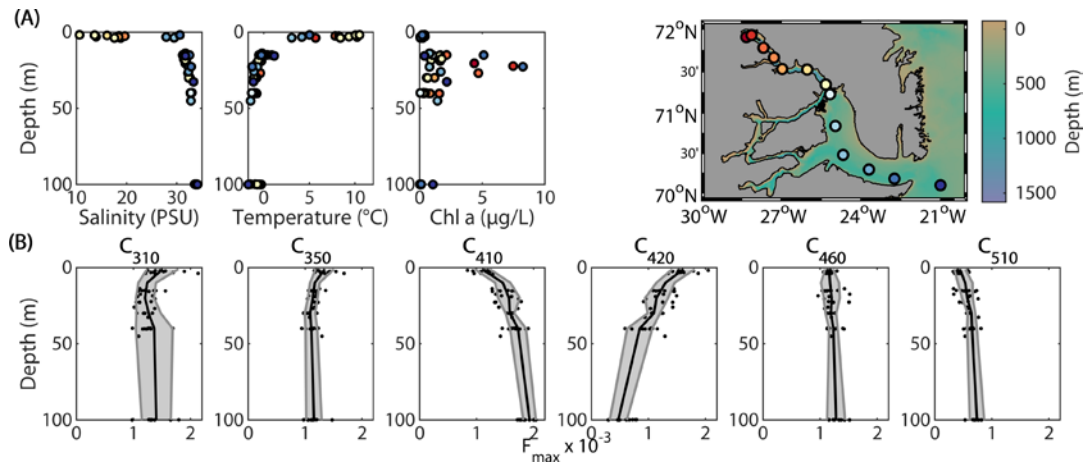 (A)
0
50
100
Depth (m)
10 20 30
Salinity (PSU)
0 5 10
Temperature (°C)
0 5 10
Chl a (µg/L)
72°N
30'
71°N
30'
70°N
30°W 27°W 24°W 21°W
0
500
1000
1500
Depth (m)
(B)
C310 C350 C410 C420 C460 C510
0
50
100
Depth (m)
0 1 2 0 1 2 0 1 2 0 1 2 0 1 2 0 1 2
Fmax x 10-3